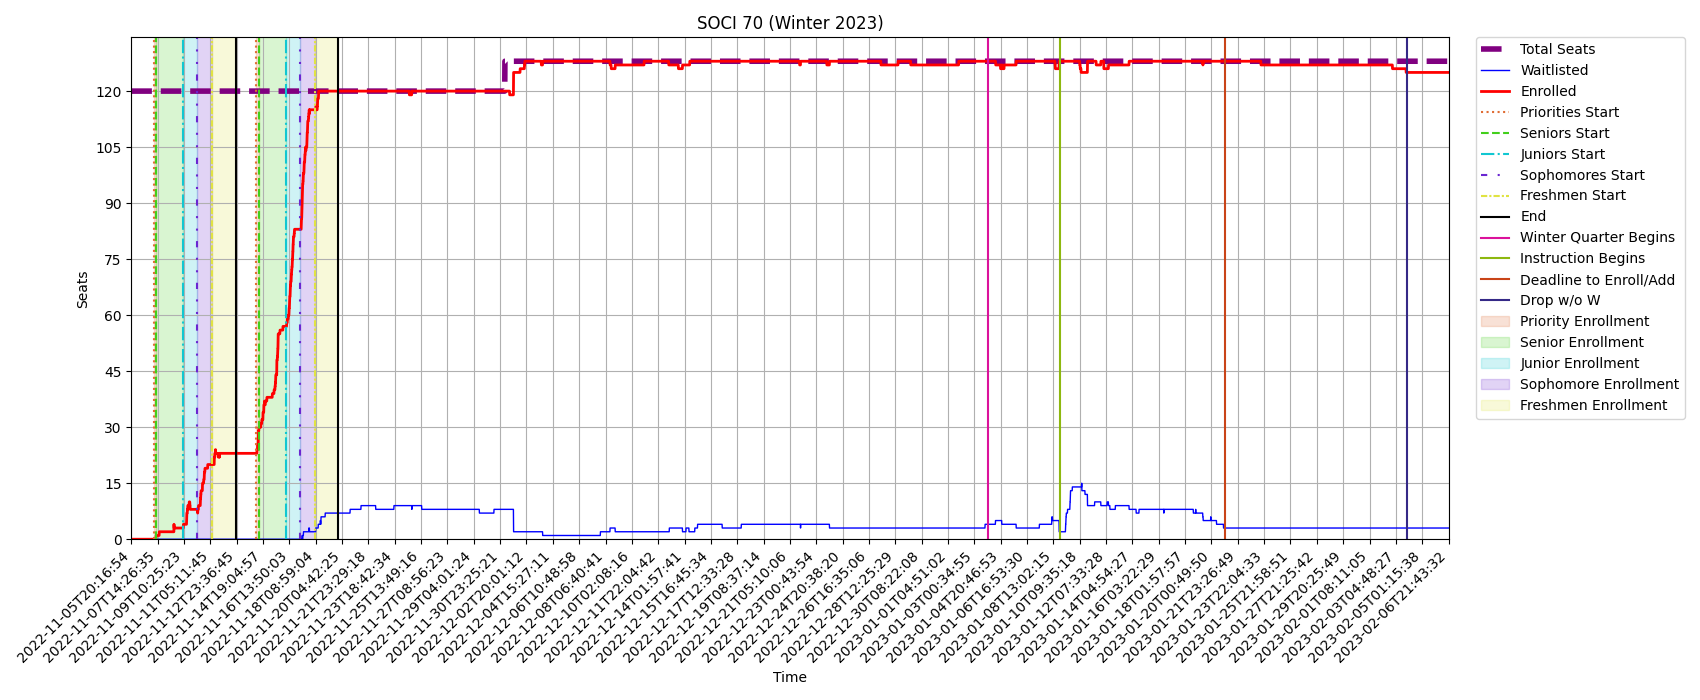 SOCI 70 (Winter 2023)
Seats
120
105
90
75
60
45
30
15
0
2022-11-05T20:16:54
2022-11-07T14:26:35
2022-11-09T10:25:23
2022-11-11T05:11:45
2022-11-12T23:36:45
2022-11-14T19:04:57
2022-11-16T13:50:03
2022-11-18T08:59:04
2022-11-20T04:42:25
2022-11-21T23:29:18
2022-11-23T18:42:34
2022-11-25T13:49:16
2022-11-27T08:56:23
2022-11-29T04:01:24
2022-11-30T23:25:21
2022-12-02T20:01:12
2022-12-04T15:27:11
2022-12-06T10:48:58
2022-12-08T06:40:41
2022-12-10T02:08:16
2022-12-11T22:04:42
2022-12-14T01:57:41
2022-12-15T16:45:34
2022-12-17T12:33:28
2022-12-19T08:37:14
2022-12-21T05:10:06
2022-12-23T00:43:54
2022-12-24T20:38:20
2022-12-26T16:35:06
2022-12-28T12:25:29
2022-12-30T08:22:08
2023-01-01T04:51:02
2023-01-03T00:34:55
2023-01-04T20:46:53
2023-01-06T16:53:30
2023-01-08T13:02:15
2023-01-10T09:35:18
2023-01-12T07:33:28
2023-01-14T04:54:27
2023-01-16T03:22:29
2023-01-18T01:57:57
2023-01-20T00:49:50
2023-01-21T23:26:49
2023-01-23T22:04:33
2023-01-25T21:58:51
2023-01-27T21:25:42
2023-01-29T20:25:49
2023-02-01T08:11:05
2023-02-03T04:48:27
2023-02-05T01:15:38
2023-02-06T21:43:32
Time
Total Seats
Waitlisted
Enrolled
Priorities Start
Seniors Start
Juniors Start
Sophomores Start
Freshmen Start
End
Winter Quarter Begins
Instruction Begins
Deadline to Enroll/Add
Drop w/o W
Priority Enrollment
Senior Enrollment
Junior Enrollment
Sophomore Enrollment
Freshmen Enrollment